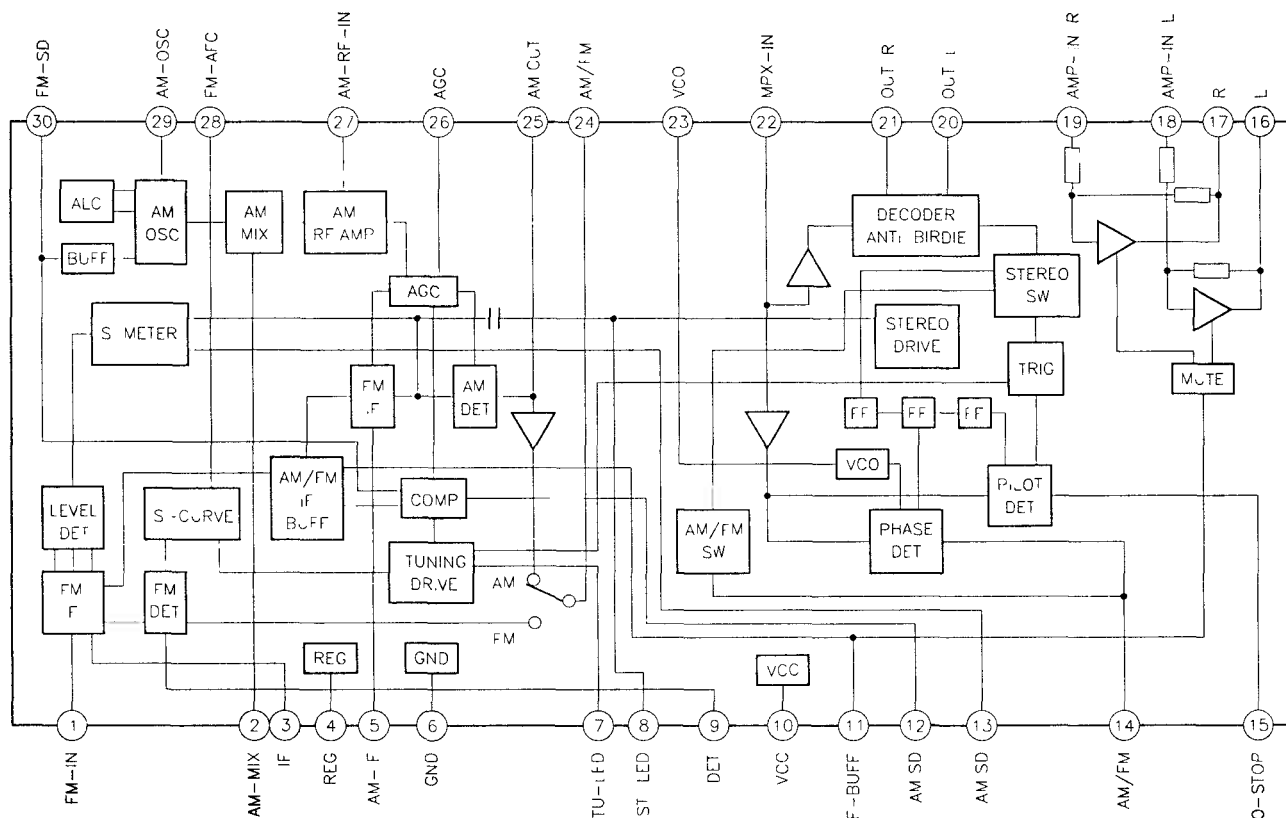 FM-SD
AM-OSC
FM-AFC
AM-RF-IN
AGC
AM OUT
AM/FM
VCO
MPX-IN
OUT R
OUT L
AMP-IN R
AMP-IN L
R
L
30
29
28
27
26
25
24
23
22
21
20
19
18
17
16
ALC
AM
OSC
AM
MIX
AM
RF AMP
DECODER
ANTI BIRDIE
BUFF
AGC
STEREO
SW
S METER
STEREO
DRIVE
FM
IF
AM
DET
TRIG
MUTE
FF
FF
FF
VCO
AM/FM
IF
BUFF
COMP
PILOT
DET
LEVEL
DET
S-CURVE
AM/FM
SW
PHASE
DET
TUNING
DRIVE
FM
F
FM
DET
AM
FM
REG
GND
VCC
1
2
3
4
5
6
7
8
9
10
11
12
13
14
15
FM-IN
AM-MIX
IF
REG
AM-F
GND
TU-LED
ST LED
DET
VCC
F-BUFF
AM SD
AM SD
AM/FM
O-STOP